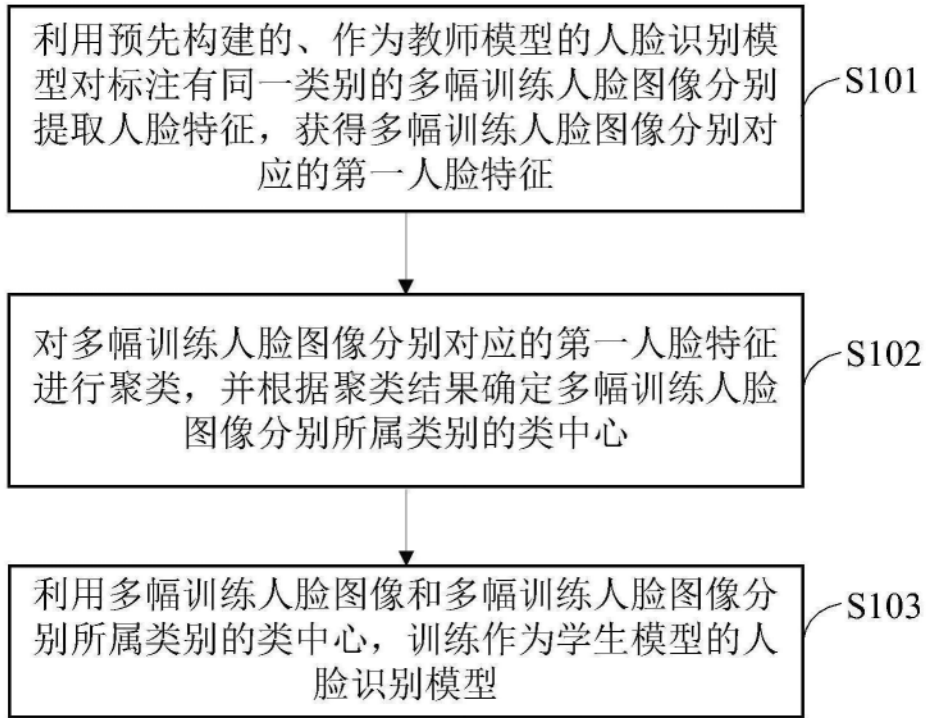 利用预先构建的、作为教师模型的人脸识别模
型对标注有同一类别的多幅训练人脸图像分别
提取人脸特征，获得多幅训练人脸图像分别对
应的第一人脸特征
S101
对多幅训练人脸图像分别对应的第一人脸特征
进行聚类，并根据聚类结果确定多幅训练人脸
图像分别所属类别的类中心
S102
利用多幅训练人脸图像和多幅训练人脸图像分
别所属类别的类中心，训练作为学生模型的人
脸识别模型
S103